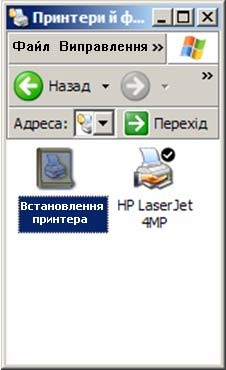 Принтери й ф
Файл Виправлення »
Назад »
Адреса: Перехід
Встановлення
принтера
HP LaserJet
4MP